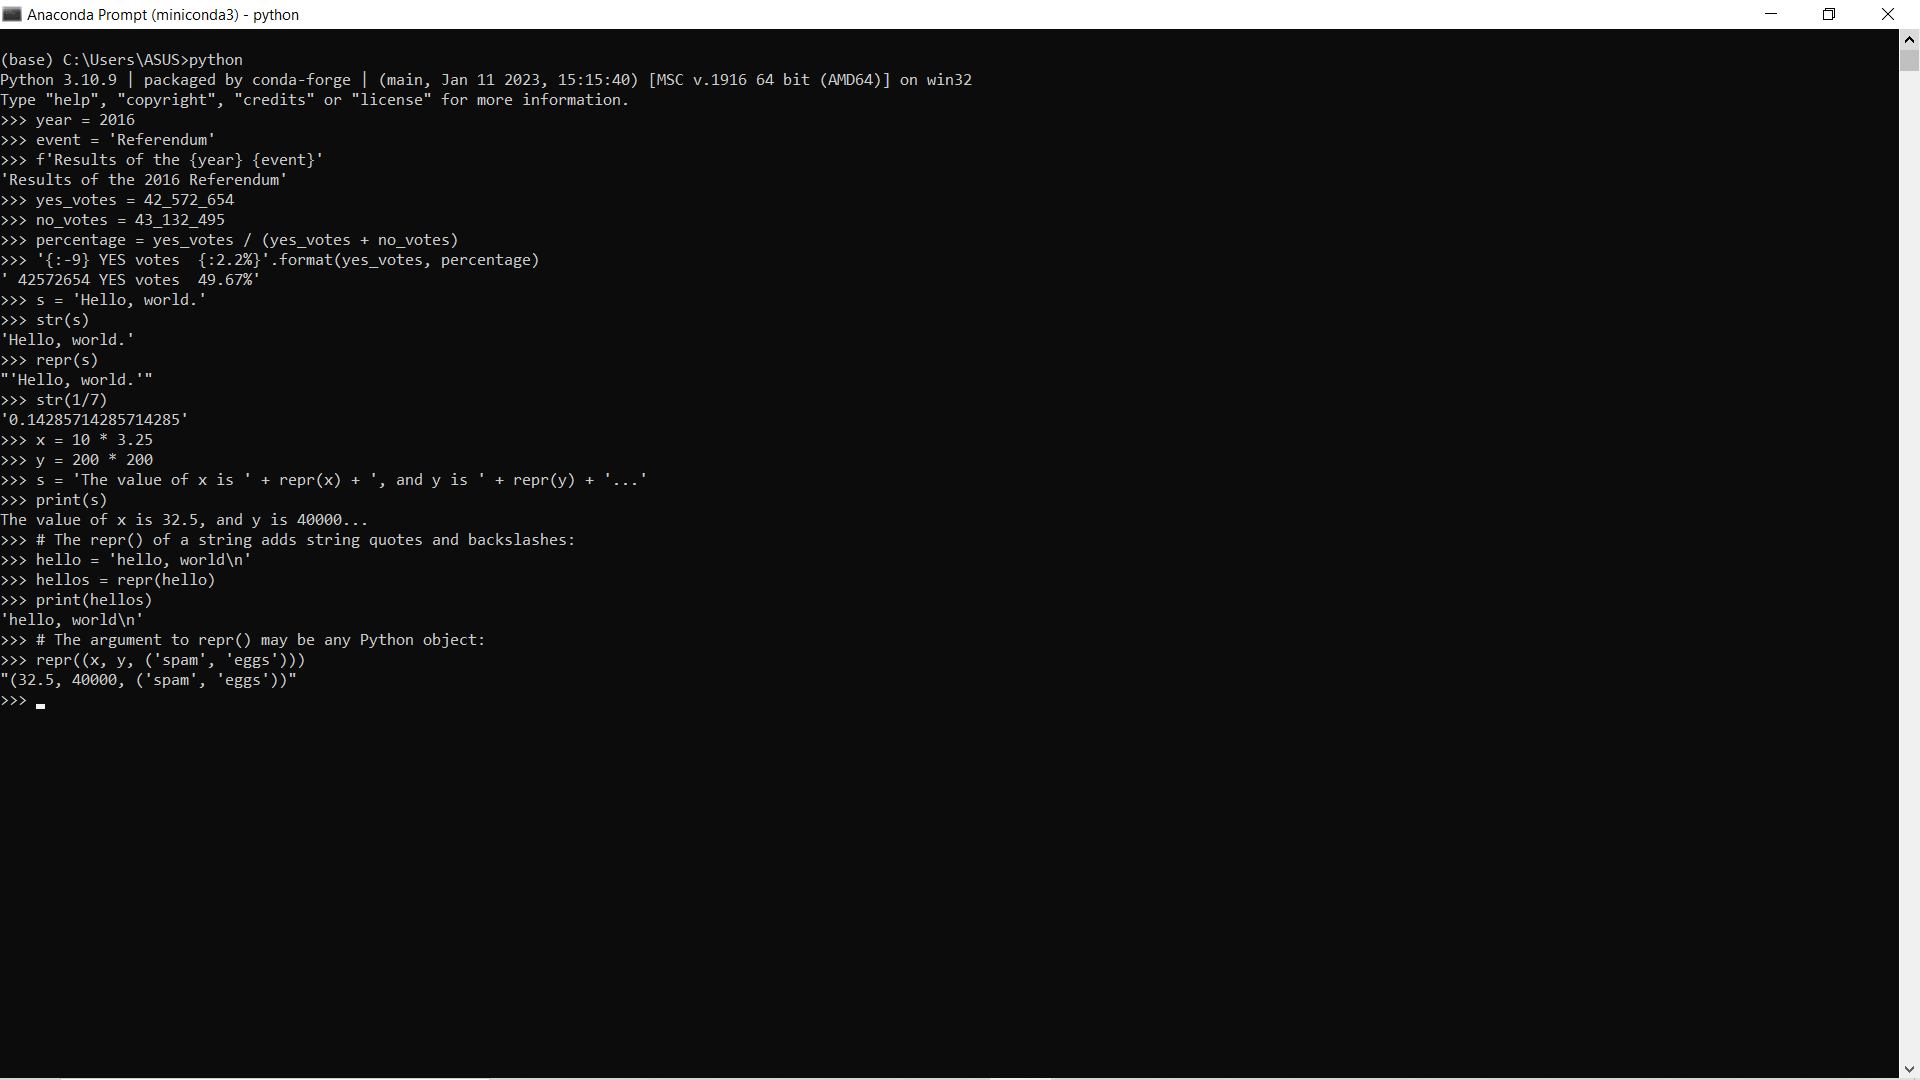 Anaconda Prompt (miniconda3) - python
(base) C:\Users\ASUS>python
Python 3.10.9 | packaged by conda-forge | (main, Jan 11 2023, 15:15:40) [MSC v.1916 64 bit (AMD64)] on win32
Type "help", "copyright", "credits" or "license" for more information.
>>> year = 2016
>>> event = 'Referendum'
>>> f'Results of the {year} {event}'
'Results of the 2016 Referendum'
>>> yes_votes = 42_572_654
>>> no_votes = 43_132_495
>>> percentage = yes_votes / (yes_votes + no_votes)
>>> '{:-9} YES votes  {:2.2%}'.format(yes_votes, percentage)
' 42572654 YES votes  49.67%'
>>> s = 'Hello, world.'
>>> str(s)
'Hello, world.'
>>> repr(s)
"'Hello, world.'"
>>> str(1/7)
'0.14285714285714285'
>>> x = 10 * 3.25
>>> y = 200 * 200
>>> s = 'The value of x is ' + repr(x) + ', and y is ' + repr(y) + '...'
>>> print(s)
The value of x is 32.5, and y is 40000...
>>> # The repr() of a string adds string quotes and backslashes:
>>> hello = 'hello, world\n'
>>> hellos = repr(hello)
>>> print(hellos)
'hello, world\n'
>>> # The argument to repr() may be any Python object:
>>> repr((x, y, ('spam', 'eggs')))
"(32.5, 40000, ('spam', 'eggs'))"
>>>